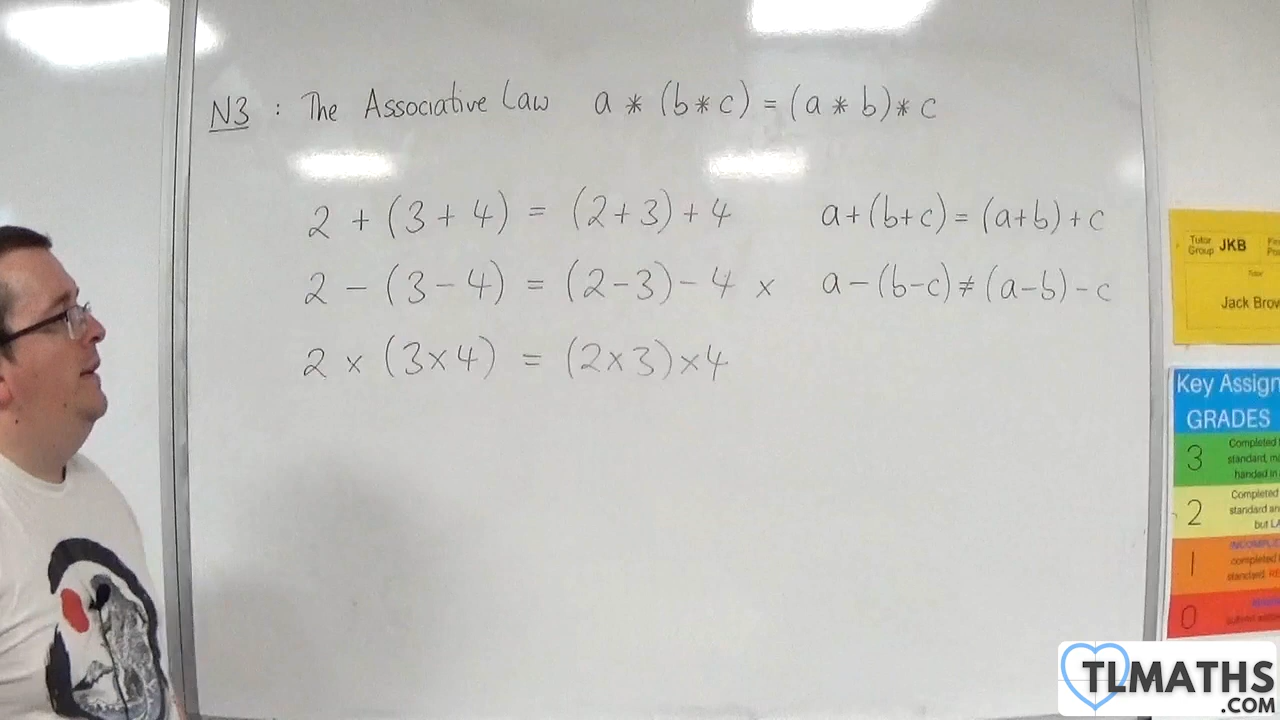 N3 : The Associative Law a * (b * c) = (a * b) * c
2 + (3 + 4) = (2+3) + 4 a+(b+c) = (a+b)+c
2 - (3 - 4) = (2-3) - 4 × a-(b-c) ≠ (a-b)-c
2 × (3×4) = (2×3)×4
Tutor Group JKB
Tutor
Jack Brow
Key Assign
GRADES
3 Completed
standard,
handed in
2 Completed
standard an
but LA
1 INCOMPLE
completed
standard. RE
0
TLMATHS
.COM